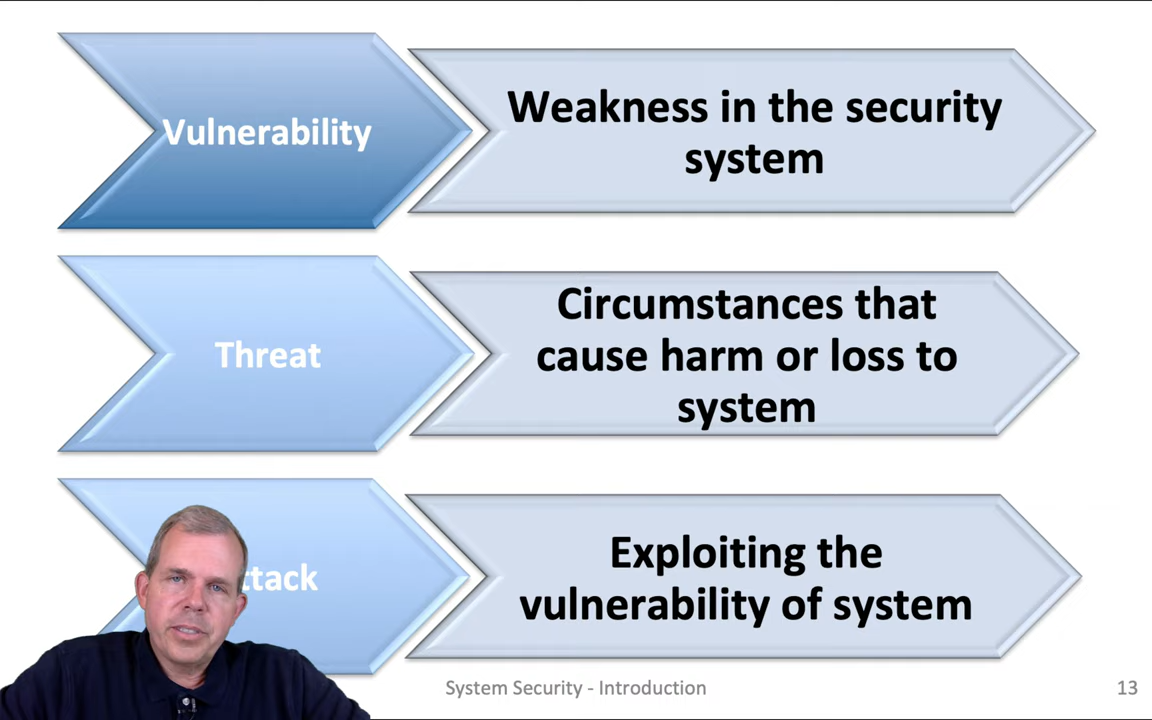 Vulnerability
Weakness in the security
system
Threat
Circumstances that
cause harm or loss to
system
ttack
Exploiting the
vulnerability of system
System Security - Introduction
13